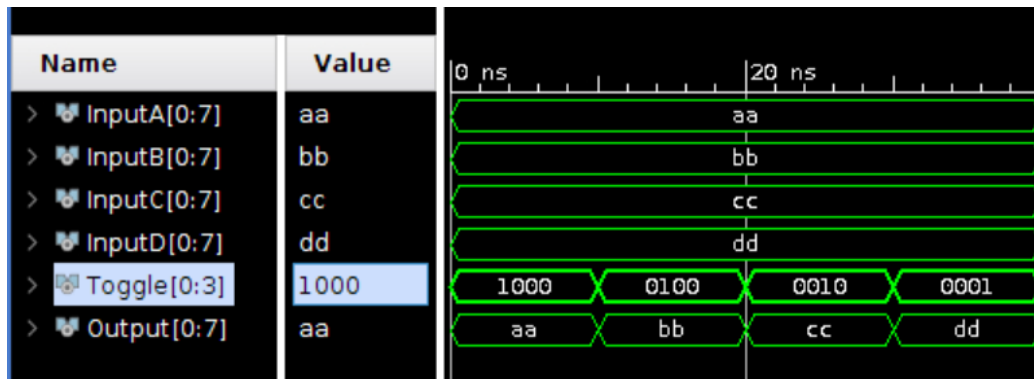 Name Value 0 ns 20 ns
> InputA[0:7] aa aa
> InputB[0:7] bb bb
> InputC[0:7] cc cc
> InputD[0:7] dd dd
> Toggle[0:3] 1000 1000 0100 0010 0001
> Output[0:7] aa aa bb cc dd